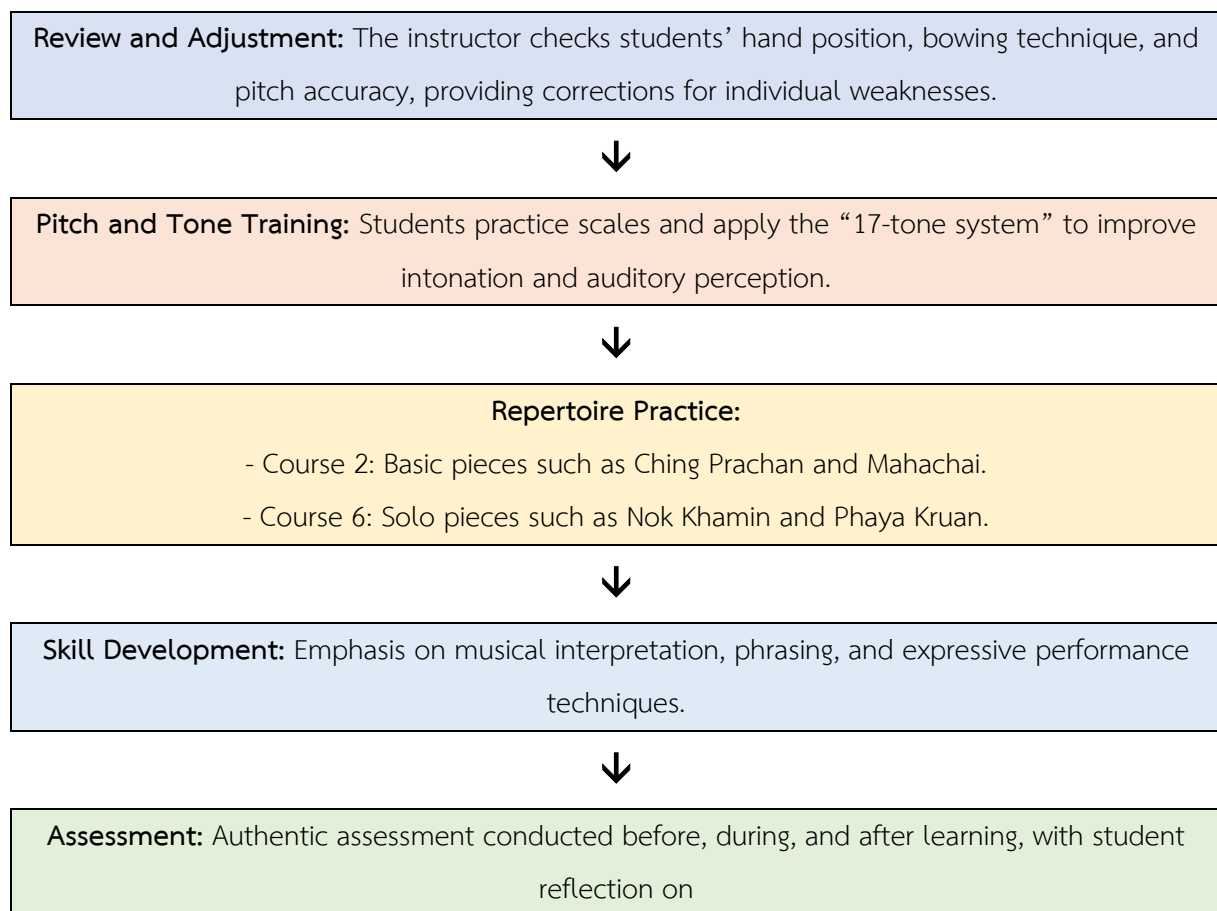 Review and Adjustment: The instructor checks students’ hand position, bowing technique, and
pitch accuracy, providing corrections for individual weaknesses.
Pitch and Tone Training: Students practice scales and apply the “17-tone system” to improve
intonation and auditory perception.
Repertoire Practice:
- Course 2: Basic pieces such as Ching Prachan and Mahachai.
- Course 6: Solo pieces such as Nok Khamin and Phaya Kruan.
Skill Development: Emphasis on musical interpretation, phrasing, and expressive performance
techniques.
Assessment: Authentic assessment conducted before, during, and after learning, with student
reflection on